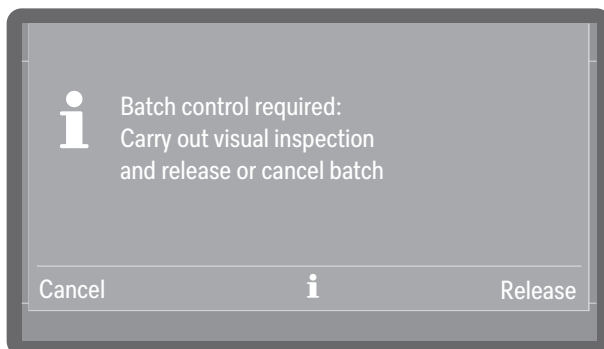 Batch control required:
Carry out visual inspection
and release or cancel batch
Cancel i Release